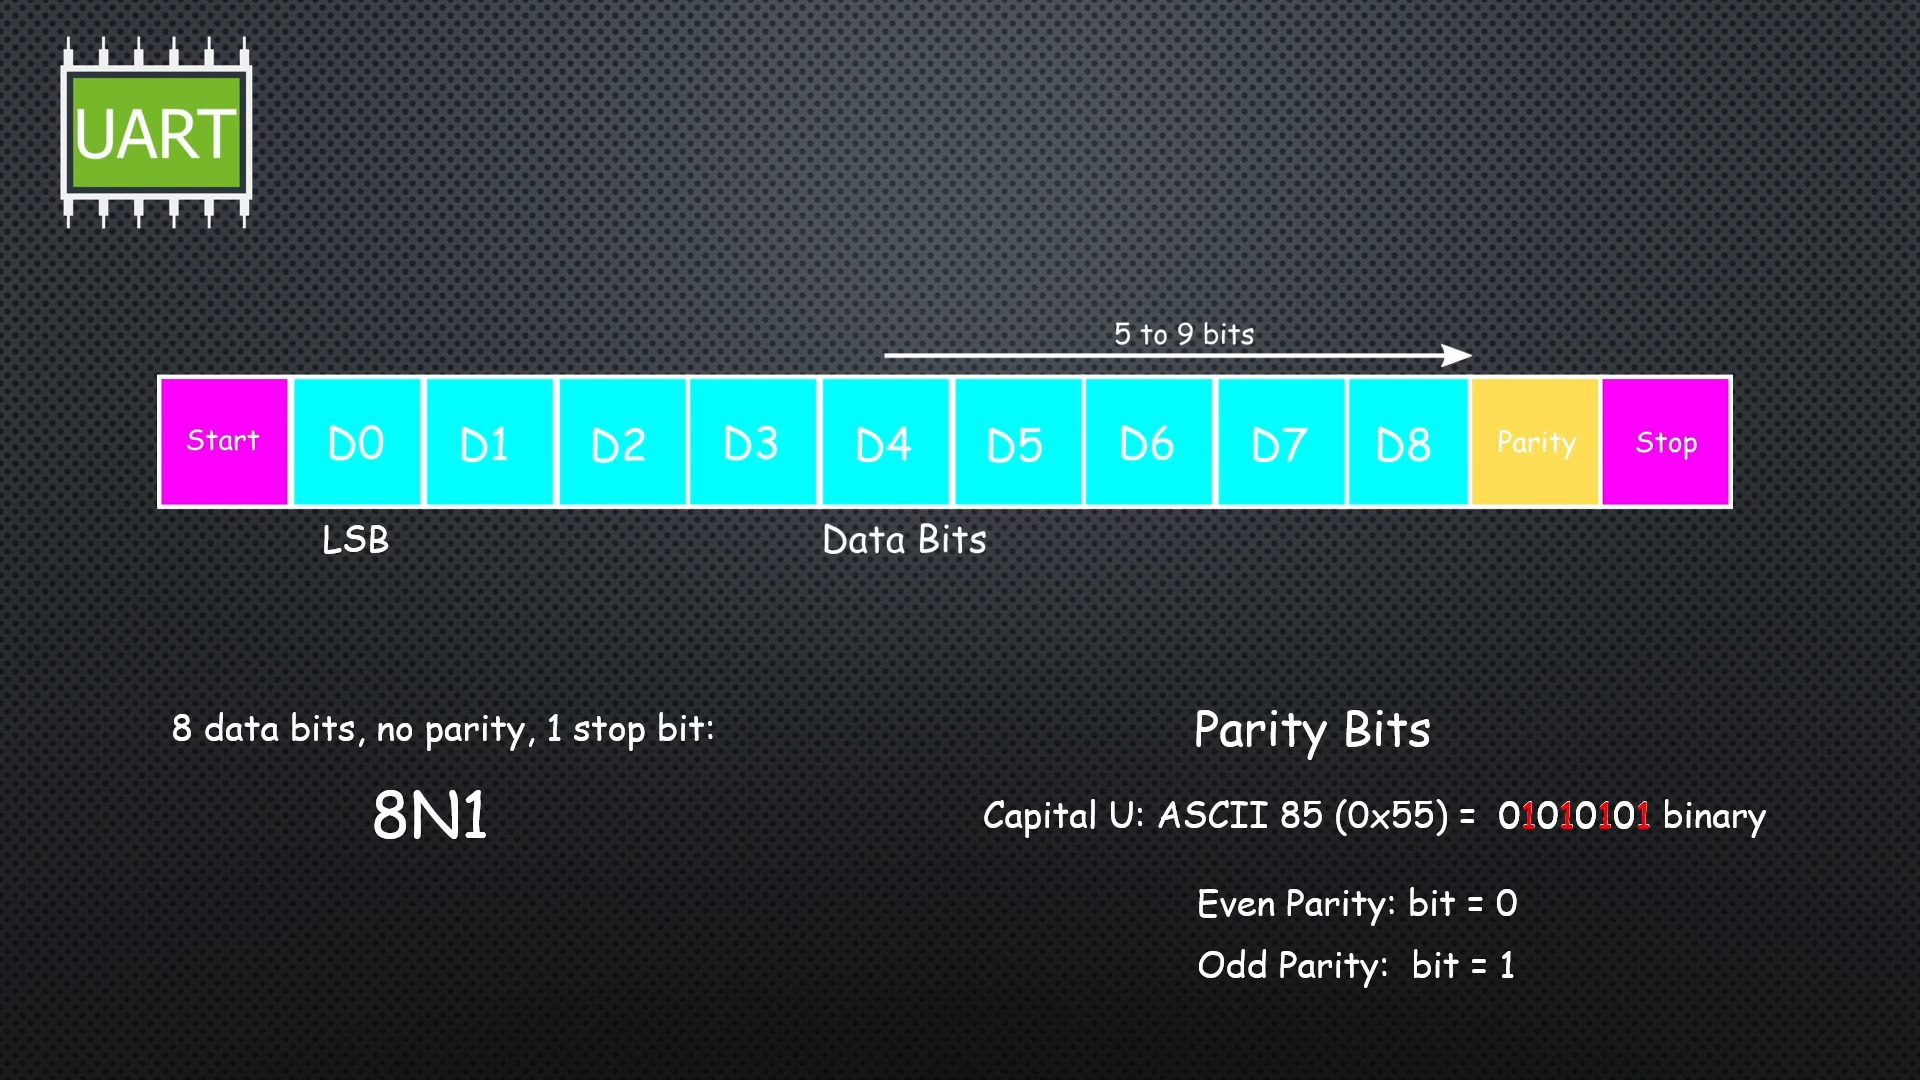 UART
5 to 9 bits
Start D0 D1 D2 D3 D4 D5 D6 D7 D8 Parity Stop
LSB Data Bits
8 data bits, no parity, 1 stop bit:
8N1
Parity Bits
Capital U: ASCII 85 (0x55) = 01010101 binary
Even Parity: bit = 0
Odd Parity: bit = 1